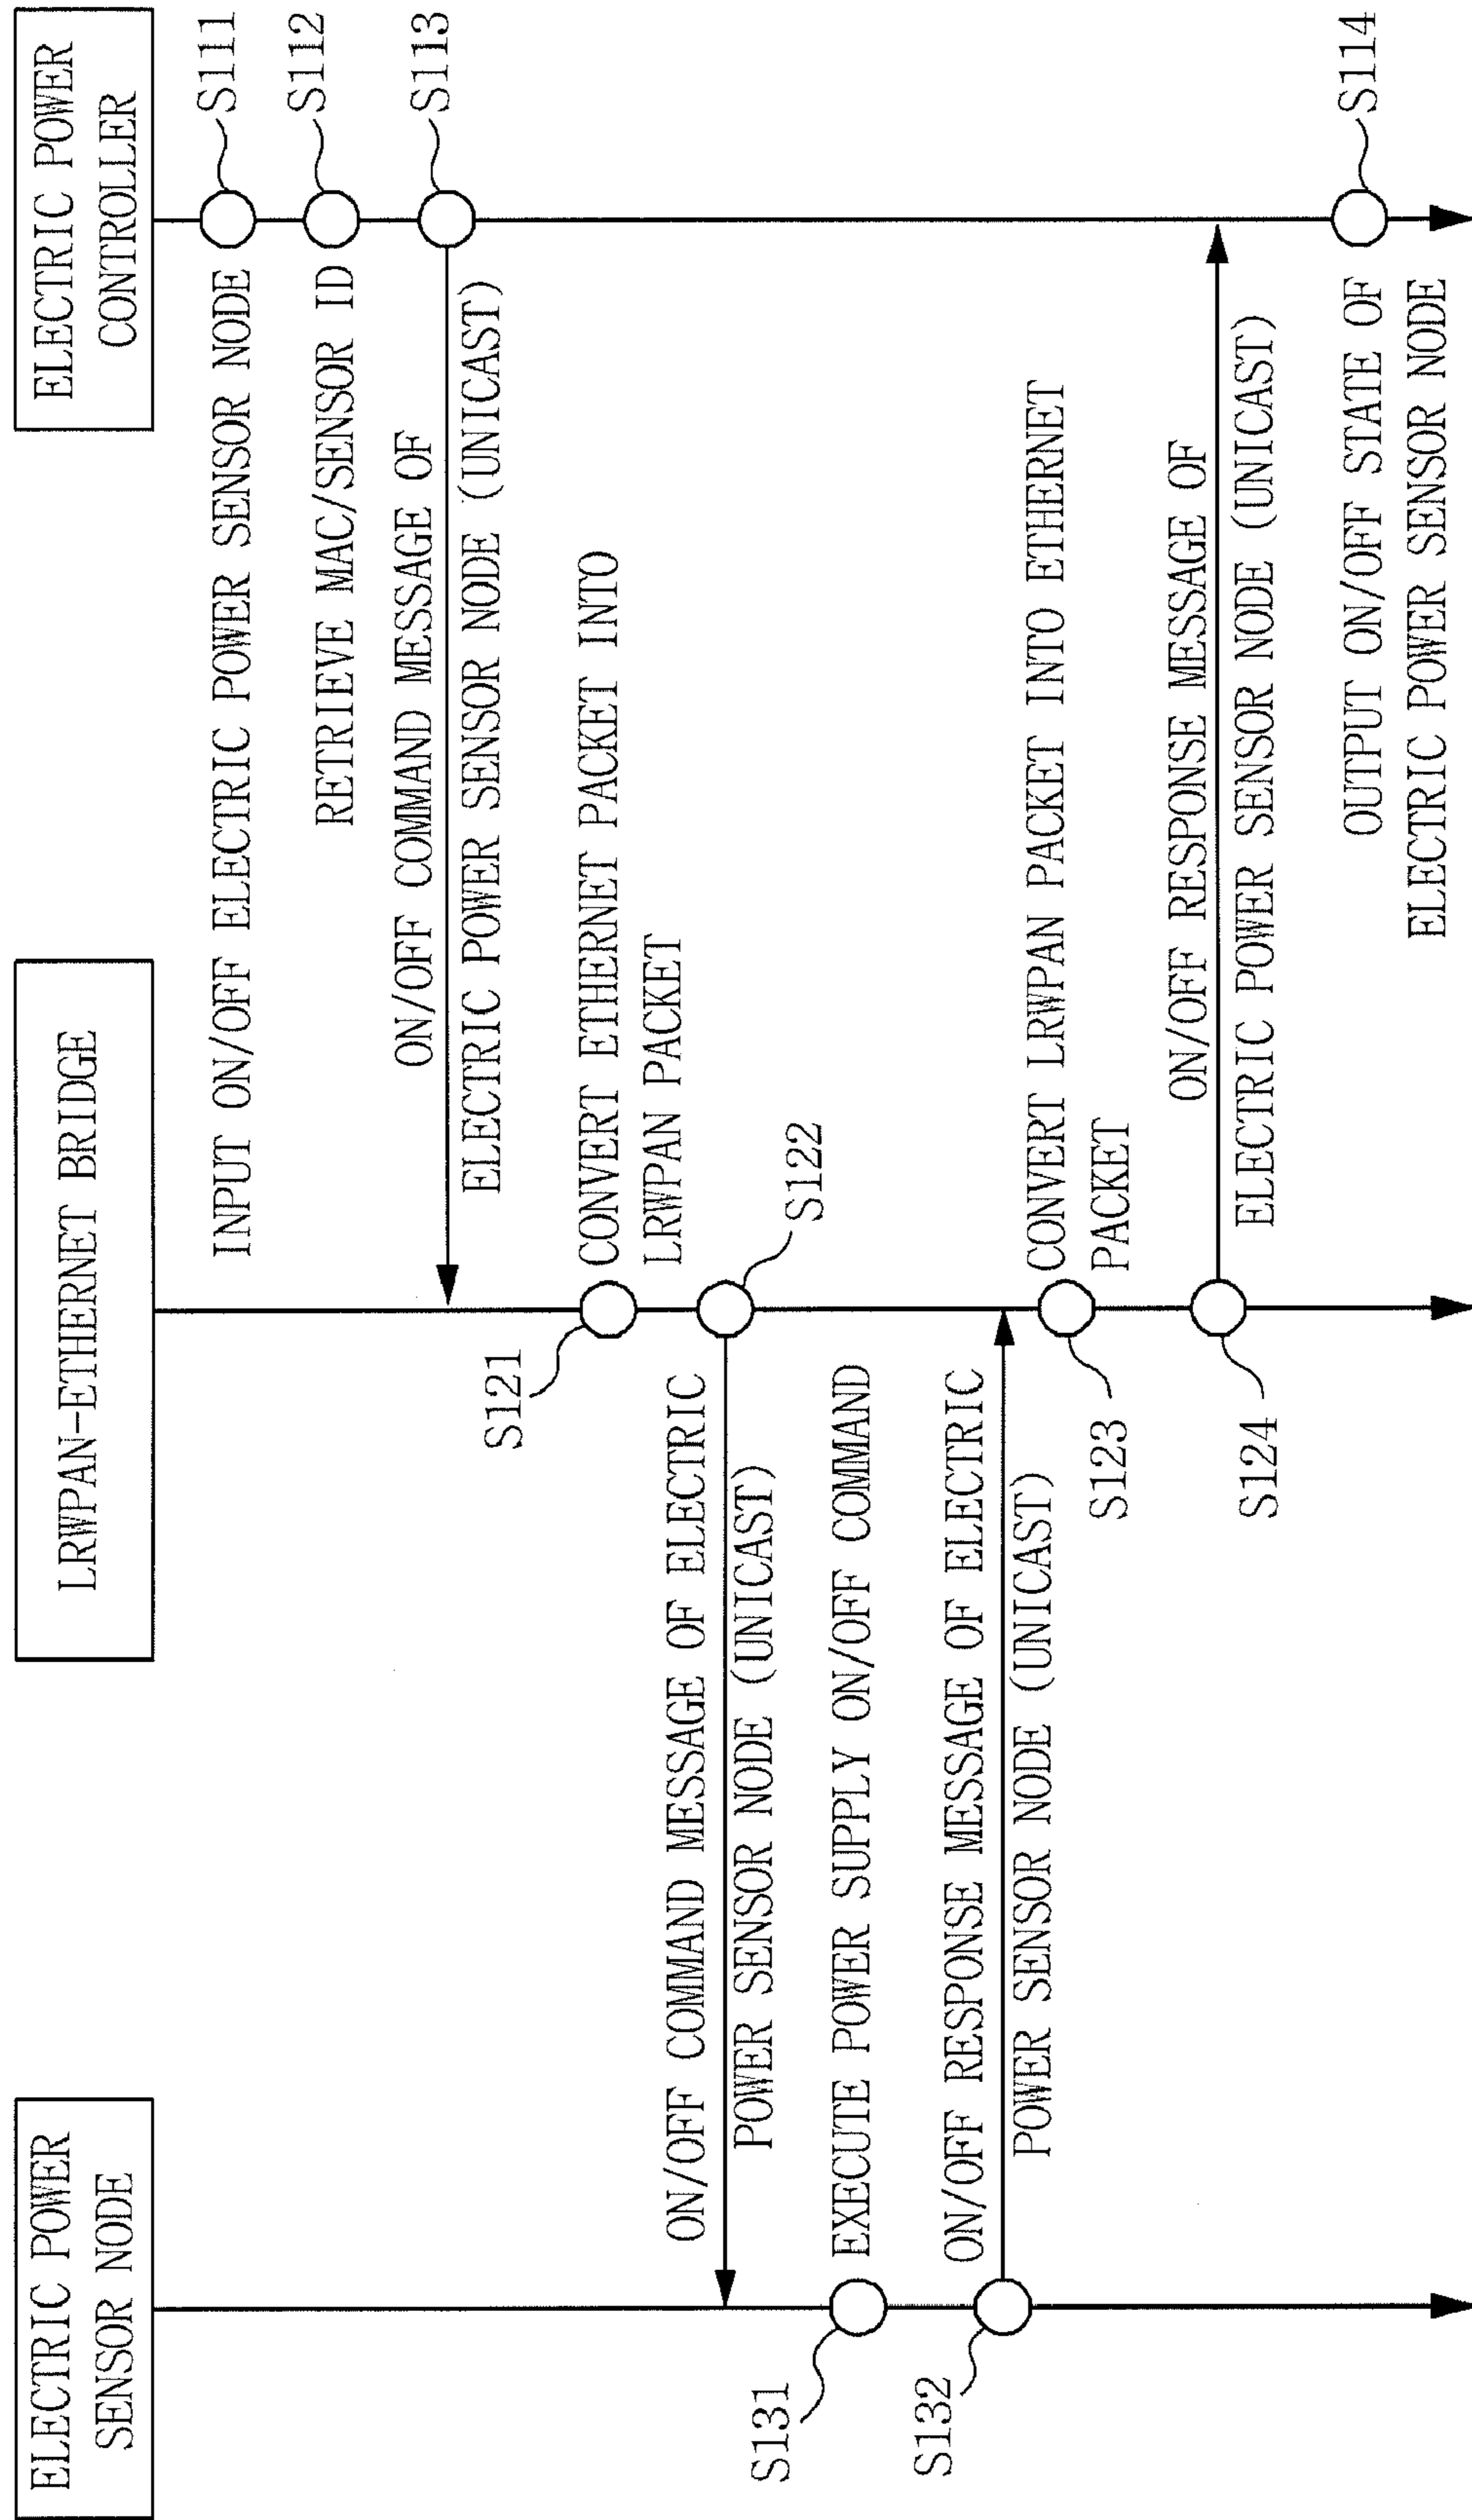 ELECTRIC POWER
SENSOR NODE
LRWPAN-ETHERNET BRIDGE
ELECTRIC POWER
CONTROLLER
INPUT ON/OFF ELECTRIC POWER SENSOR NODE
S111
RETRIEVE MAC/SENSOR ID
S112
ON/OFF COMMAND MESSAGE OF
ELECTRIC POWER SENSOR NODE (UNICAST)
S113
S121
CONVERT ETHERNET PACKET INTO
LRWPAN PACKET
ON/OFF COMMAND MESSAGE OF ELECTRIC
POWER SENSOR NODE (UNICAST)
S122
S131
EXECUTE POWER SUPPLY ON/OFF COMMAND
S132
ON/OFF RESPONSE MESSAGE OF ELECTRIC
POWER SENSOR NODE (UNICAST)
CONVERT LRWPAN PACKET INTO ETHERNET
PACKET
S123
ON/OFF RESPONSE MESSAGE OF
ELECTRIC POWER SENSOR NODE (UNICAST)
S124
OUTPUT ON/OFF STATE OF
ELECTRIC POWER SENSOR NODE
S114